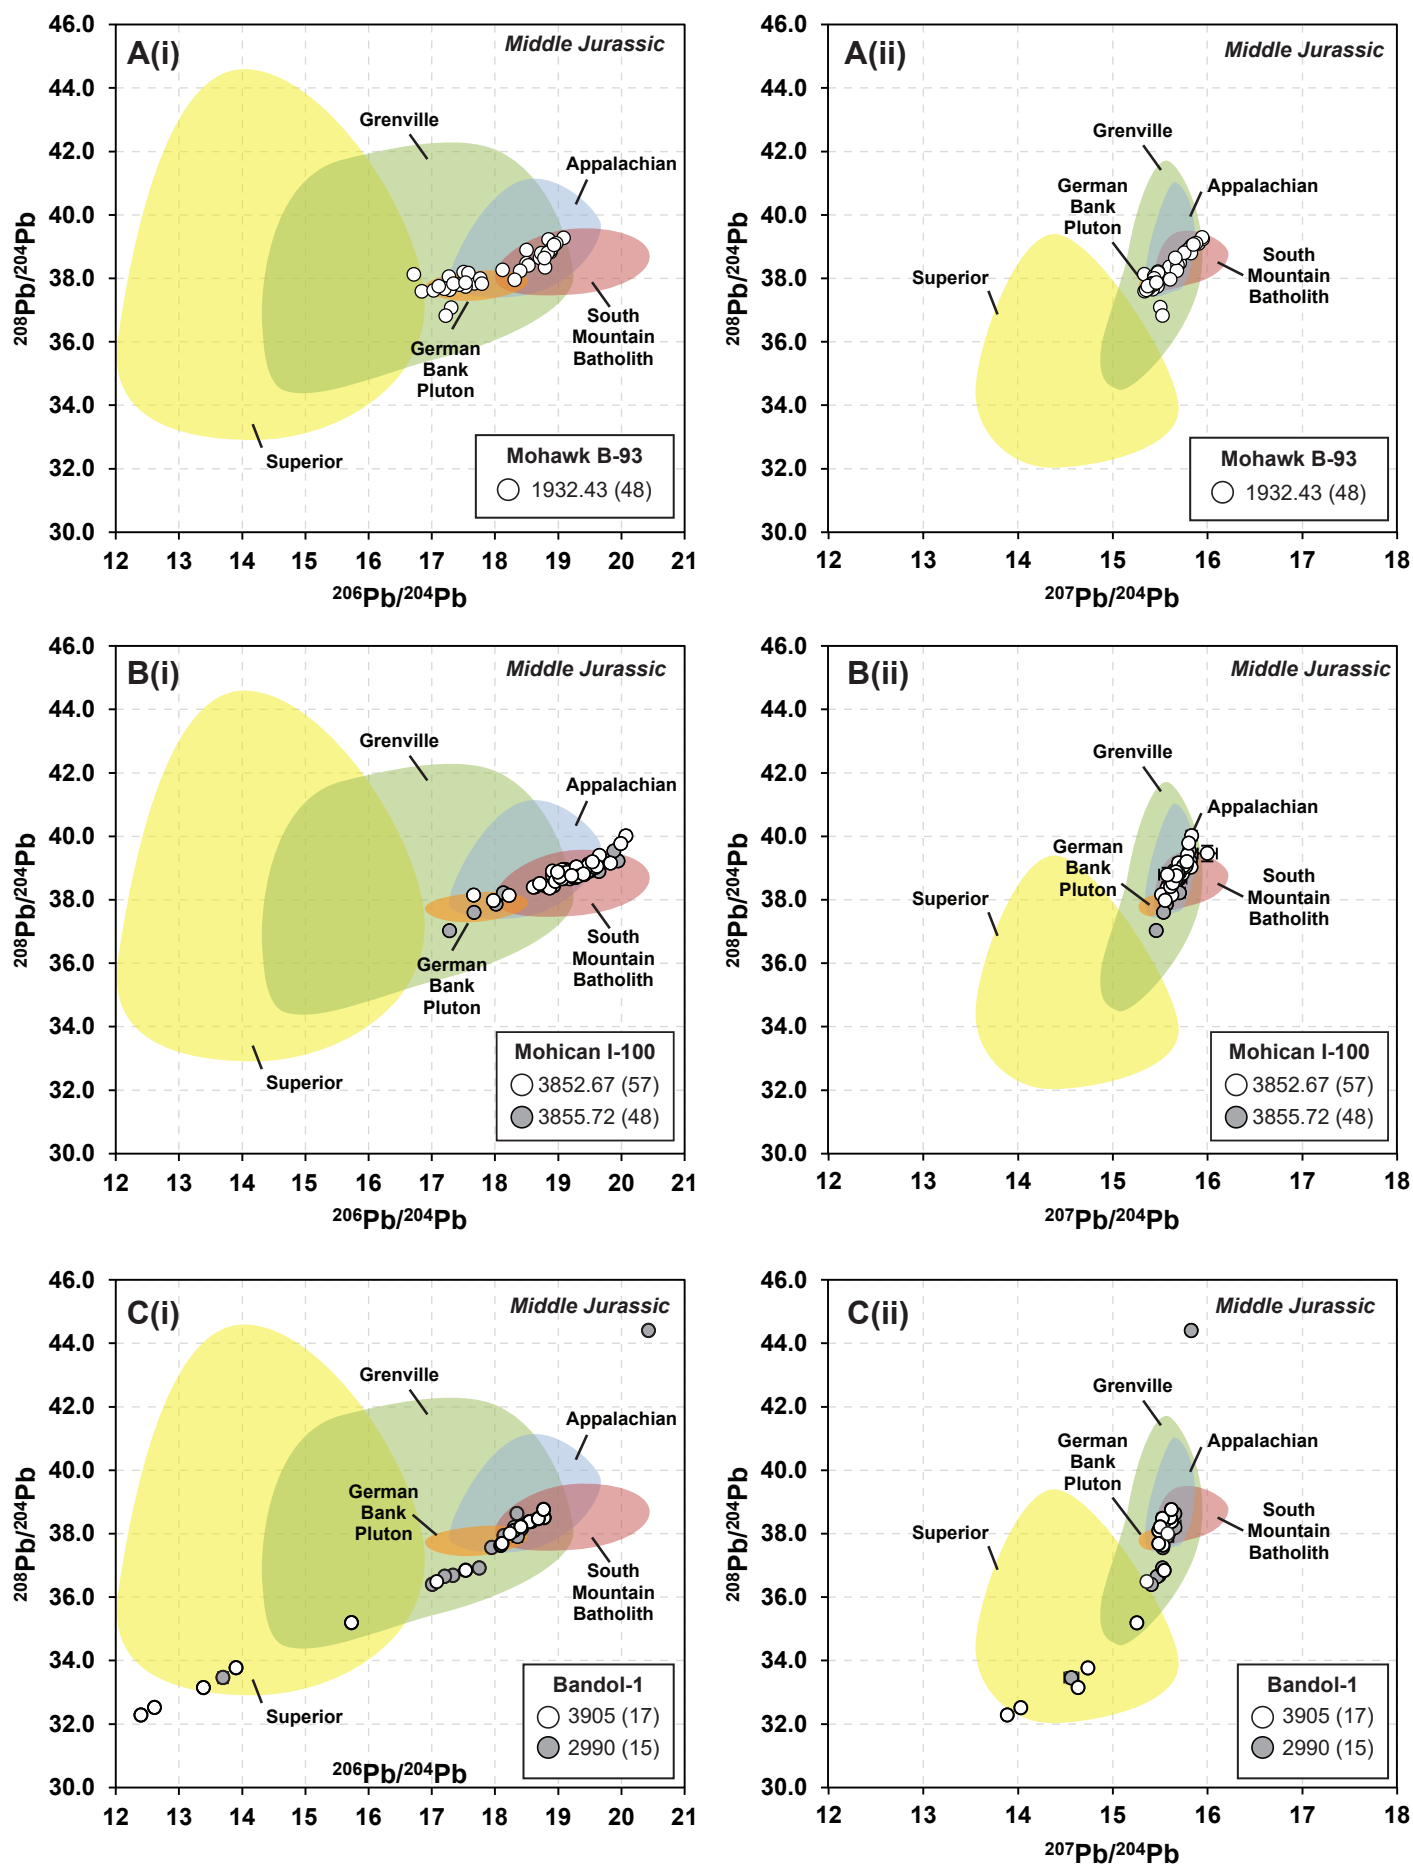 A(i)
Middle Jurassic
46.0
44.0
42.0
40.0
38.0
36.0
34.0
32.0
30.0
208Pb/204Pb
Grenville
Appalachian
German
Bank
Pluton
South
Mountain
Batholith
Superior
Mohawk B-93
1932.43 (48)
12 13 14 15 16 17 18 19 20 21
206Pb/204Pb
A(ii)
Middle Jurassic
46.0
44.0
42.0
40.0
38.0
36.0
34.0
32.0
30.0
208Pb/204Pb
Grenville
German
Bank
Pluton
Appalachian
South
Mountain
Batholith
Superior
Mohawk B-93
1932.43 (48)
12 13 14 15 16 17 18
207Pb/204Pb
B(i)
Middle Jurassic
46.0
44.0
42.0
40.0
38.0
36.0
34.0
32.0
30.0
208Pb/204Pb
Grenville
Appalachian
German
Bank
Pluton
South
Mountain
Batholith
Superior
Mohican I-100
3852.67 (57)
3855.72 (48)
12 13 14 15 16 17 18 19 20 21
206Pb/204Pb
B(ii)
Middle Jurassic
46.0
44.0
42.0
40.0
38.0
36.0
34.0
32.0
30.0
208Pb/204Pb
Grenville
Appalachian
German
Bank
Pluton
South
Mountain
Batholith
Superior
Mohican I-100
3852.67 (57)
3855.72 (48)
12 13 14 15 16 17 18
207Pb/204Pb
C(i)
Middle Jurassic
46.0
44.0
42.0
40.0
38.0
36.0
34.0
32.0
30.0
208Pb/204Pb
Grenville
Appalachian
German
Bank
Pluton
South
Mountain
Batholith
Superior
Bandol-1
3905 (17)
2990 (15)
206Pb/204Pb
12 13 14 15 16 17 18 19 20 21
C(ii)
Middle Jurassic
46.0
44.0
42.0
40.0
38.0
36.0
34.0
32.0
30.0
208Pb/204Pb
Grenville
German
Bank
Pluton
Appalachian
South
Mountain
Batholith
Superior
Bandol-1
3905 (17)
2990 (15)
12 13 14 15 16 17 18
207Pb/204Pb